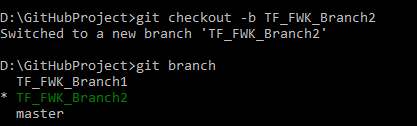 D:\GitHubProject>git checkout -b TF_FWK_Branch2
Switched to a new branch 'TF_FWK_Branch2'
D:\GitHubProject>git branch
  TF_FWK_Branch1
* TF_FWK_Branch2
  master